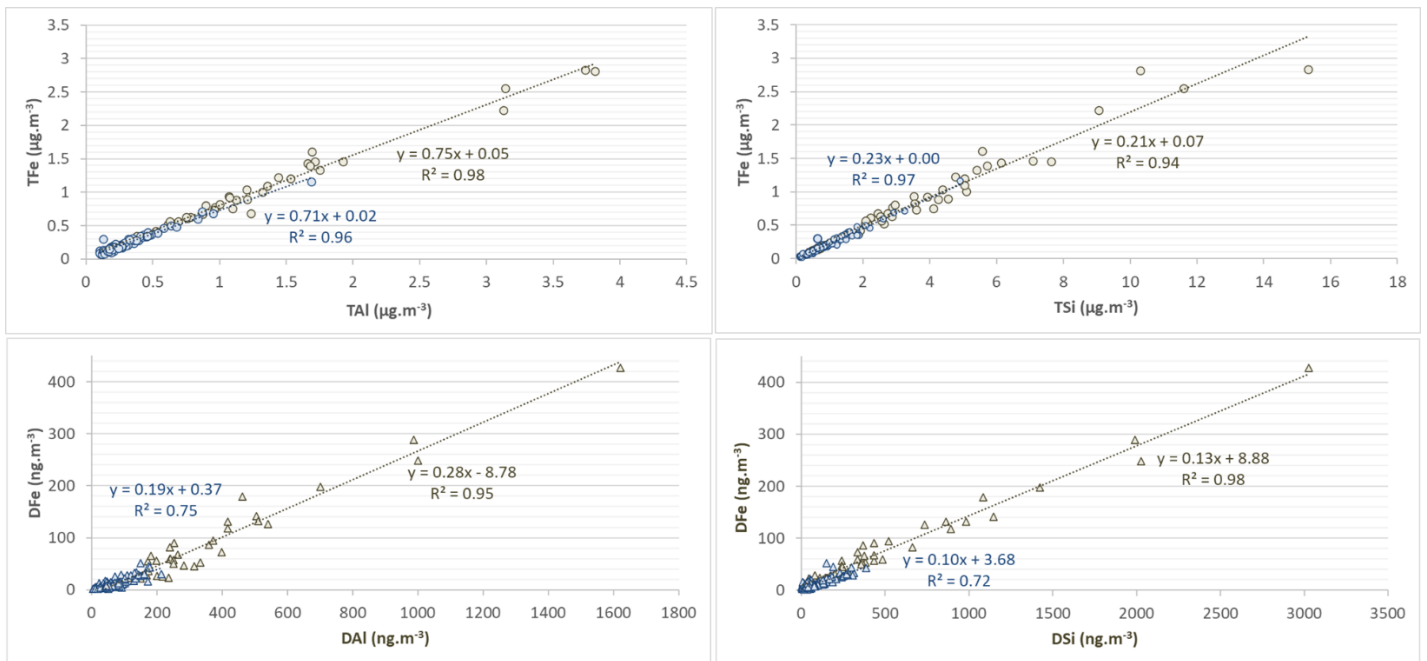 3.5
3
2.5
2
1.5
1
0.5
0
TFe (µg.m⁻³)
y = 0.75x + 0.05
R² = 0.98
y = 0.71x + 0.02
R² = 0.96
0 0.5 1 1.5 2 2.5 3 3.5 4 4.5
TAl (µg.m⁻³)
3.5
3
2.5
2
1.5
1
0.5
0
TFe (µg.m⁻³)
y = 0.23x + 0.00
R² = 0.97
y = 0.21x + 0.07
R² = 0.94
0 2 4 6 8 10 12 14 16 18
TSi (µg.m⁻³)
400
300
200
100
0
DFe (ng.m⁻³)
y = 0.19x + 0.37
R² = 0.75
y = 0.28x - 8.78
R² = 0.95
0 200 400 600 800 1000 1200 1400 1600 1800
DAl (ng.m⁻³)
400
300
200
100
0
DFe (ng.m⁻³)
y = 0.13x + 8.88
R² = 0.98
y = 0.10x + 3.68
R² = 0.72
0 500 1000 1500 2000 2500 3000 3500
DSi (ng.m⁻³)